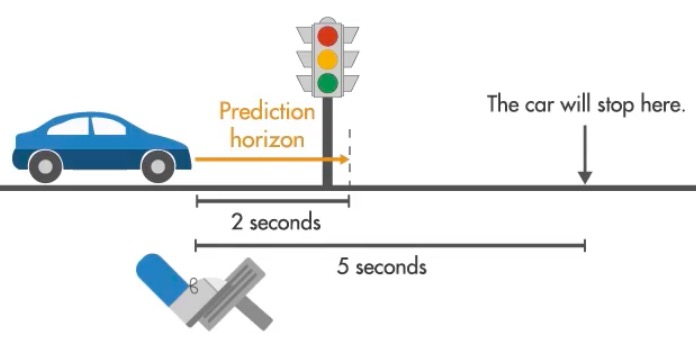 Prediction
horizon
The car will stop here.
2 seconds
5 seconds